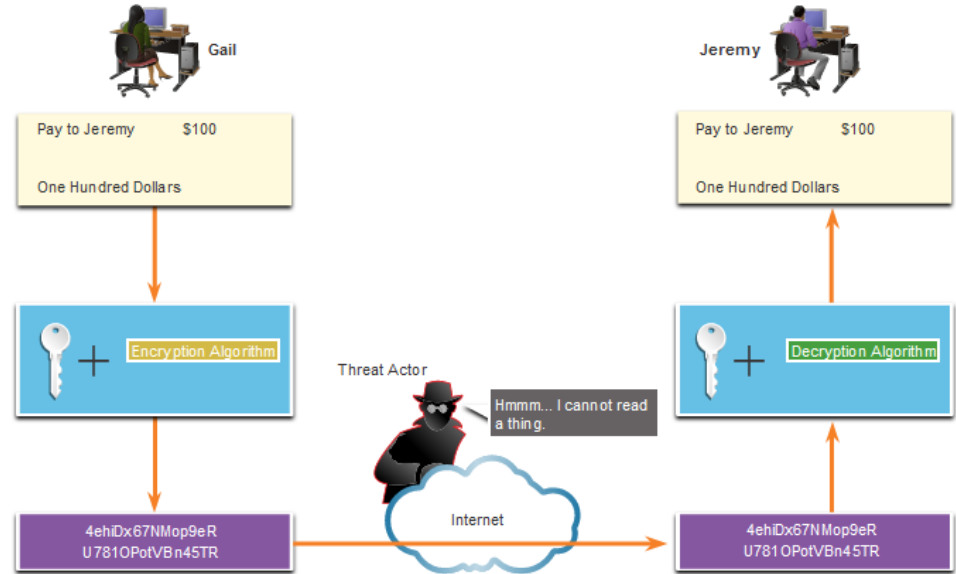 Gail
Jeremy
Pay to Jeremy $100
One Hundred Dollars
Pay to Jeremy $100
One Hundred Dollars
+ Encryption Algorithm
+ Decryption Algorithm
Threat Actor
Hmmm... I cannot read
a thing.
Internet
4ehiDx67NMop9eR
U781OPotVBn45TR
4ehiDx67NMop9eR
U781OPotVBn45TR